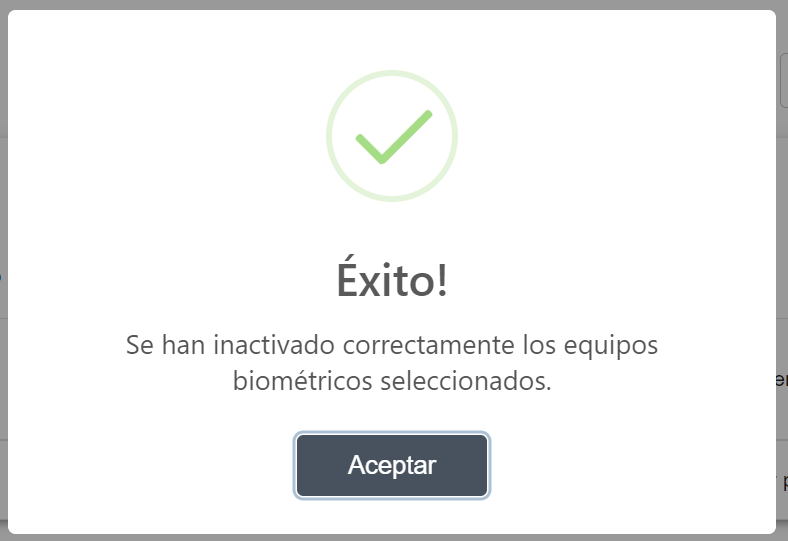 Éxito!
Se han inactivado correctamente los equipos
biométricos seleccionados.
Aceptar